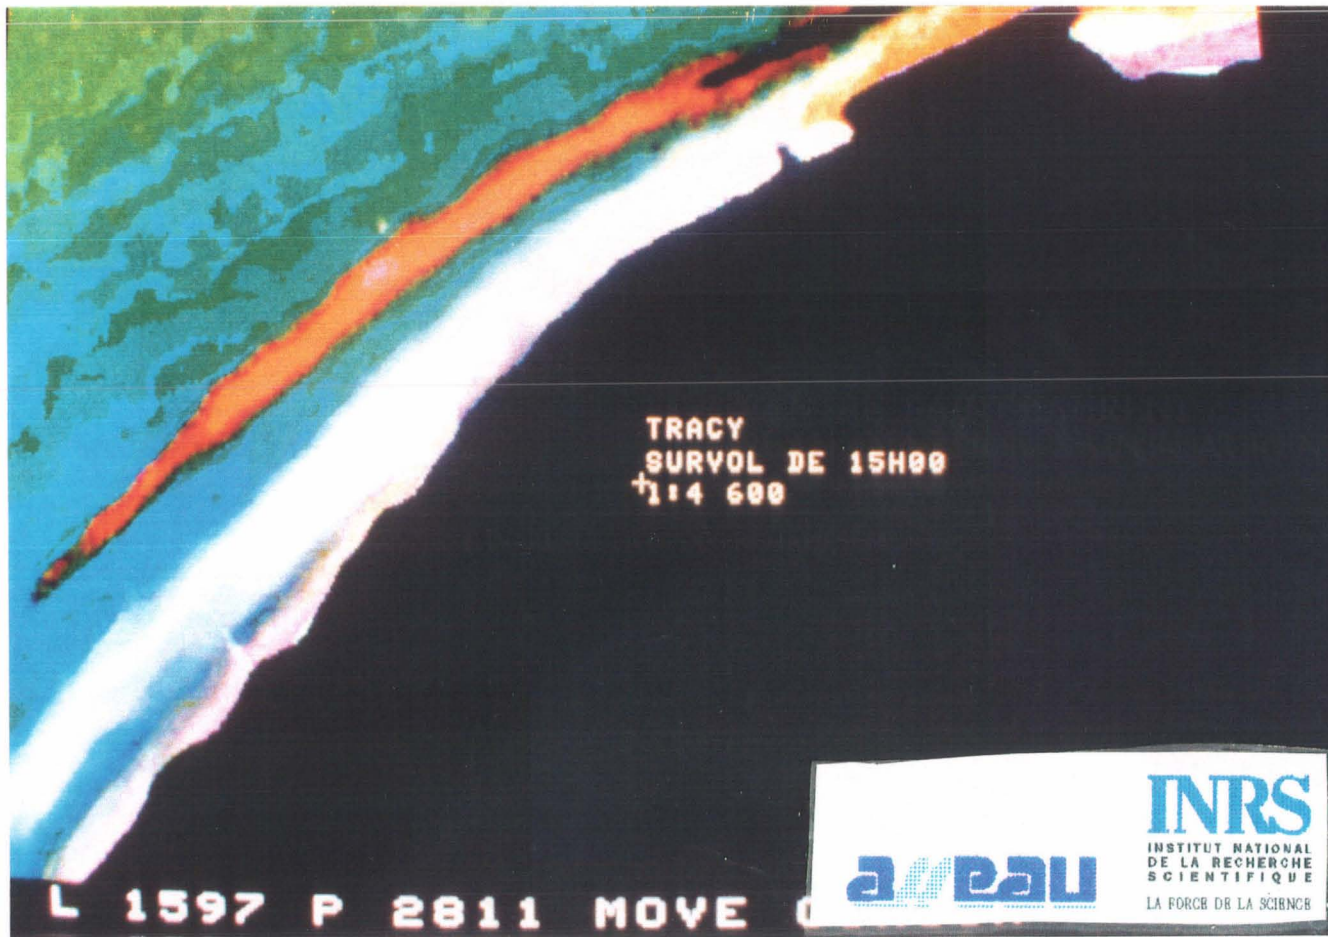 TRACY
SURVOL DE 15H00
1:4 600
L 1597 P 2811 MOVE
INRS
INSTITUT NATIONAL
DE LA RECHERCHE
SCIENTIFIQUE
LA FORCE DE LA SCIENCE
a//eau